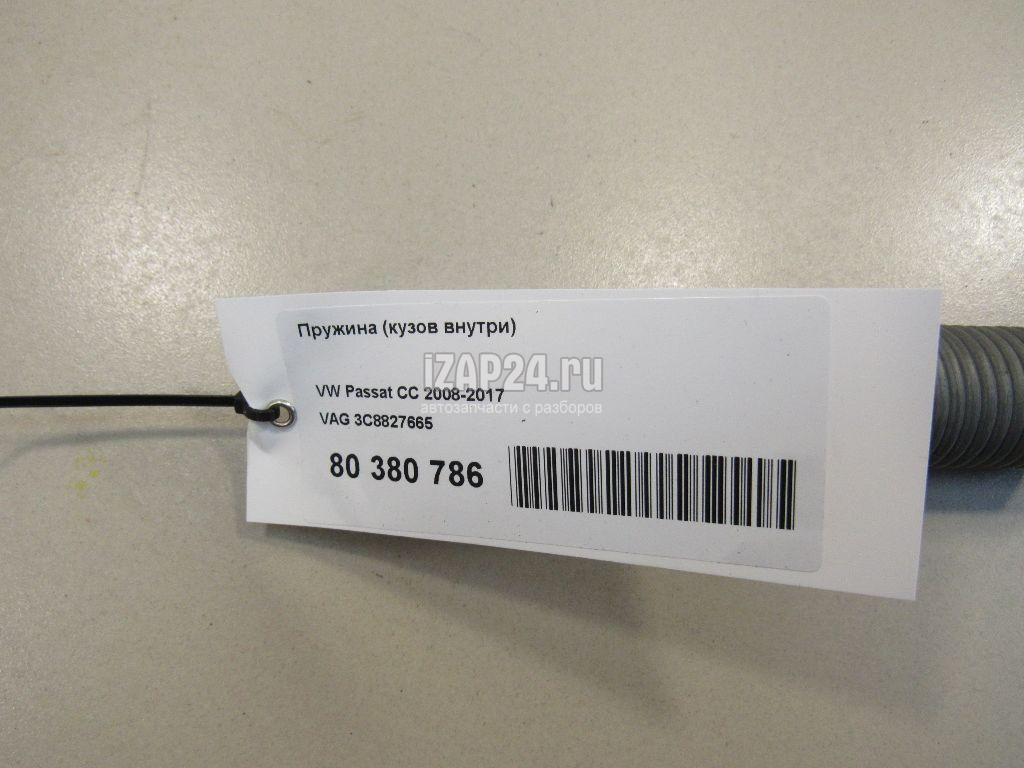 Пружина (кузов внутри)
iZAP24.ru
VW Passat CC 2008-2017
автозапчасти с разборов
VAG 3C8827665
80 380 786